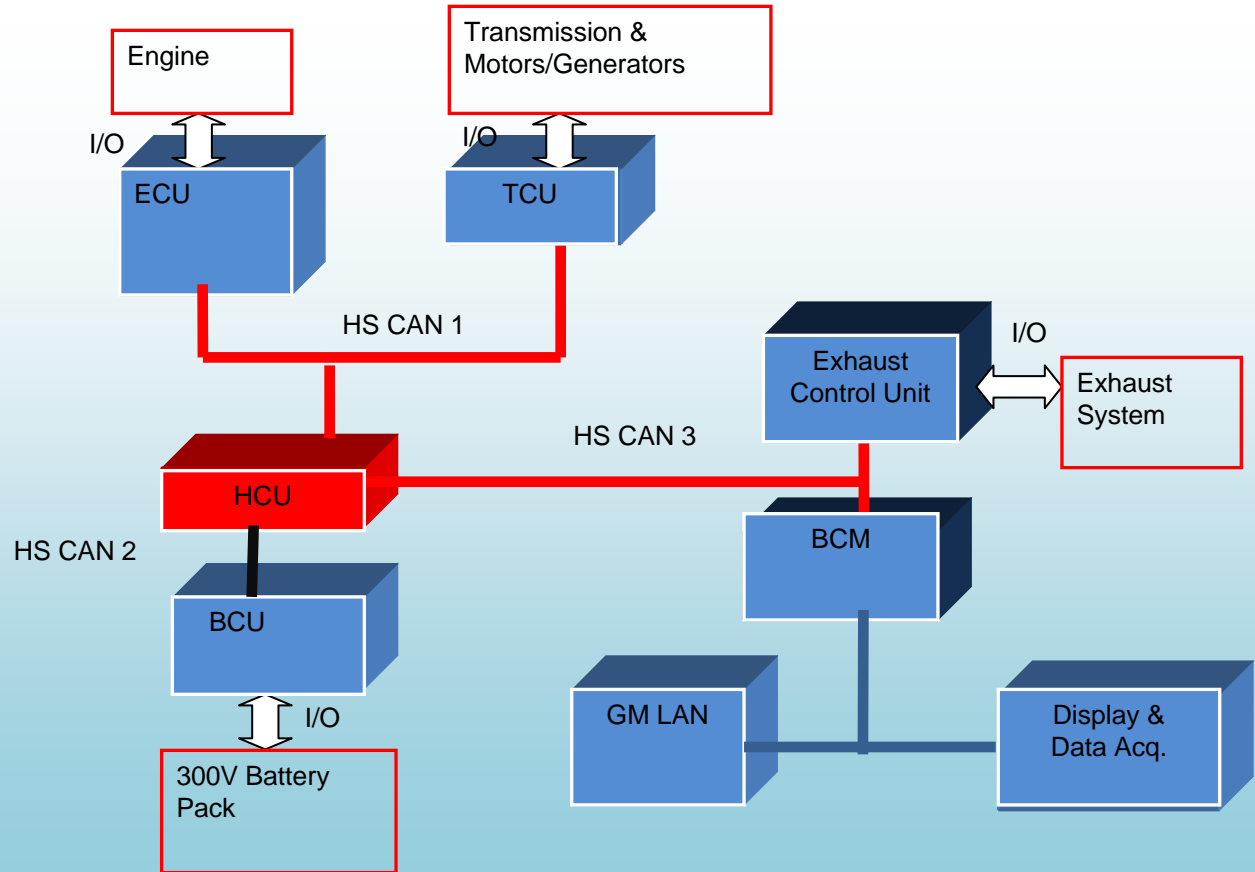 Engine
Transmission &
Motors/Generators
I/O
I/O
ECU
TCU
HS CAN 1
Exhaust
Control Unit
I/O
Exhaust
System
HS CAN 3
HCU
BCM
HS CAN 2
BCU
I/O
GM LAN
Display &
Data Acq.
300V Battery
Pack